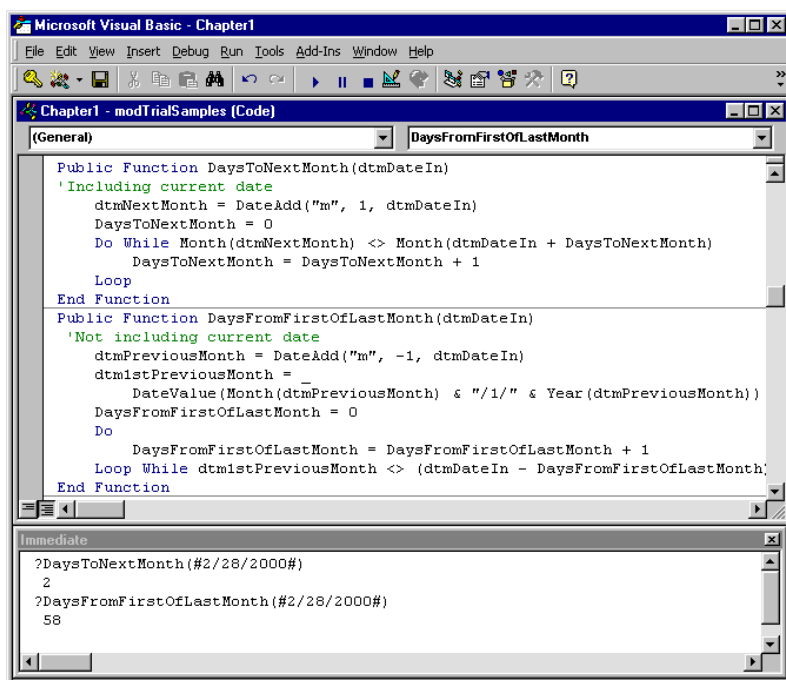 Microsoft Visual Basic - Chapter1
File Edit View Insert Debug Run Tools Add-Ins Window Help
Chapter1 - modTrialSamples (Code)
(General) DaysFromFirstOfLastMonth
Public Function DaysToNextMonth(dtmDateIn)
'Including current date
dtmNextMonth = DateAdd("m", 1, dtmDateIn)
DaysToNextMonth = 0
Do While Month(dtmNextMonth) <> Month(dtmDateIn + DaysToNextMonth)
DaysToNextMonth = DaysToNextMonth + 1
Loop
End Function
Public Function DaysFromFirstOfLastMonth(dtmDateIn)
'Not including current date
dtmPreviousMonth = DateAdd("m", -1, dtmDateIn)
dtm1stPreviousMonth = _
DateValue(Month(dtmPreviousMonth) & "/1/" & Year(dtmPreviousMonth))
DaysFromFirstOfLastMonth = 0
Do
DaysFromFirstOfLastMonth = DaysFromFirstOfLastMonth + 1
Loop While dtm1stPreviousMonth <> (dtmDateIn - DaysFromFirstOfLastMonth)
End Function
Immediate
?DaysToNextMonth(#2/28/2000#)
2
?DaysFromFirstOfLastMonth(#2/28/2000#)
58